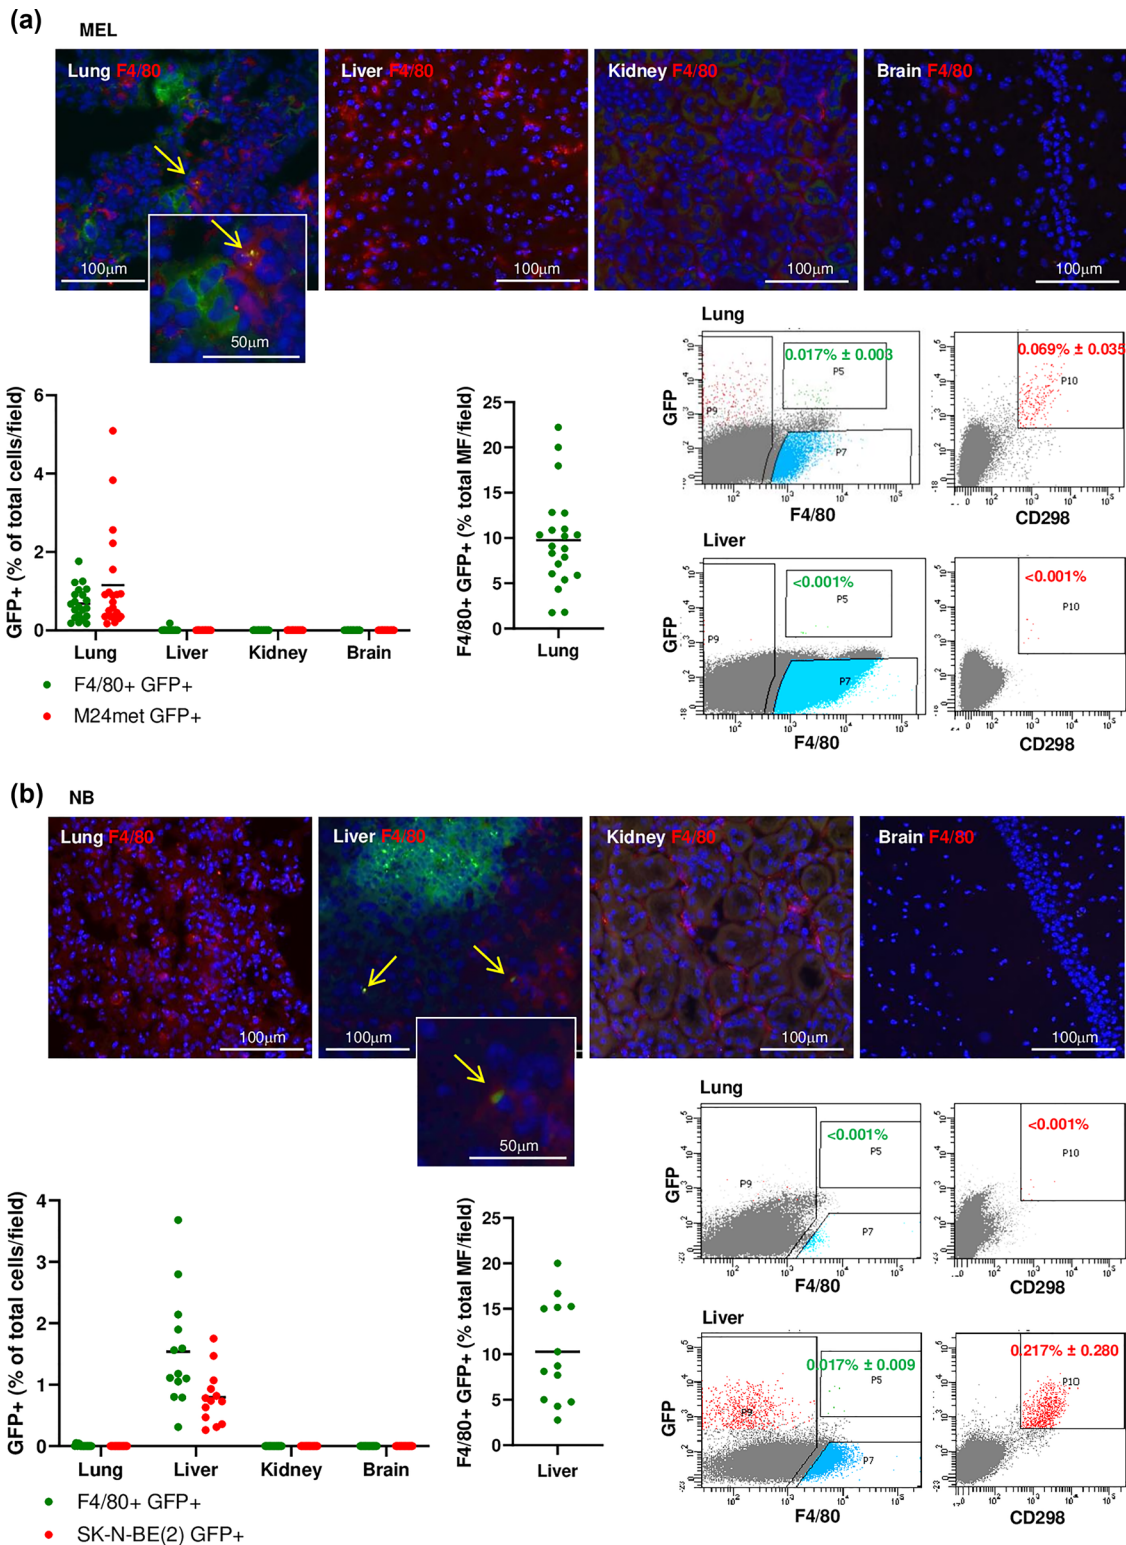 (a)
MEL
Lung F4/80
Liver F4/80
Kidney F4/80
Brain F4/80
100µm
100µm
100µm
100µm
50µm
GFP+ (% of total cells/field)
6
4
2
0
Lung
Liver
Kidney
Brain
F4/80+ GFP+
M24met GFP+
F4/80+ GFP+ (% total MF/field)
25
20
15
10
5
0
Lung
Lung
GFP
0.017% ± 0.003
P5
P9
P7
F4/80
0.069% ± 0.035
P10
CD298
Liver
GFP
<0.001%
P5
P9
P7
F4/80
<0.001%
P10
CD298
(b)
NB
Lung F4/80
Liver F4/80
Kidney F4/80
Brain F4/80
100µm
100µm
100µm
100µm
50µm
GFP+ (% of total cells/field)
4
3
2
1
0
Lung
Liver
Kidney
Brain
F4/80+ GFP+
SK-N-BE(2) GFP+
F4/80+ GFP+ (% total MF/field)
25
20
15
10
5
0
Liver
Lung
GFP
<0.001%
P5
P9
P7
F4/80
<0.001%
P10
CD298
Liver
GFP
0.017% ± 0.009
P5
P9
P7
F4/80
0.217% ± 0.280
P10
CD298